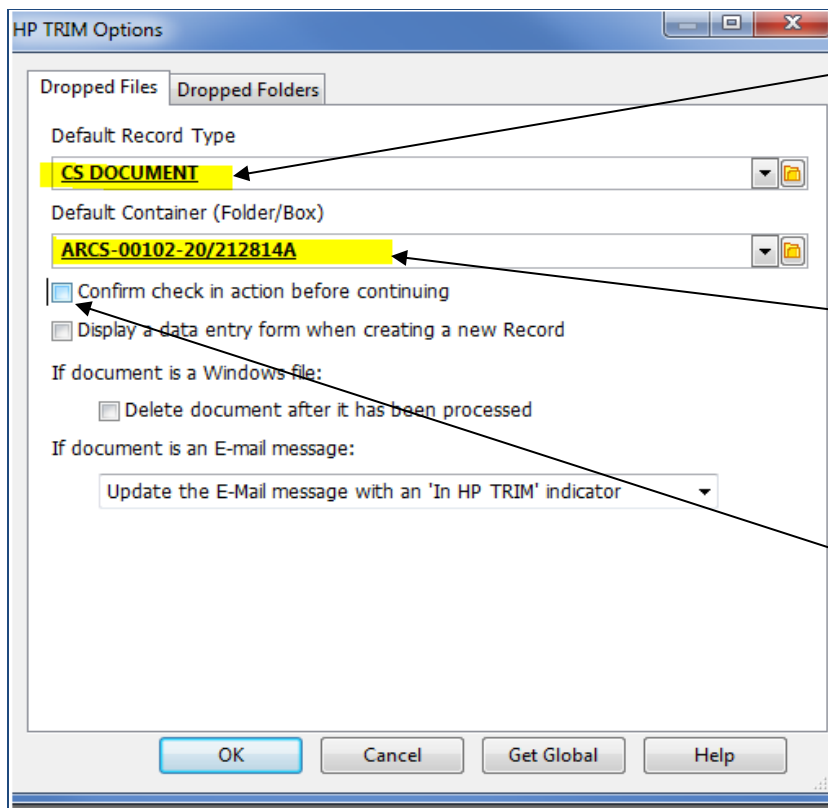 HP TRIM Options
Dropped Files Dropped Folders
Default Record Type
CS DOCUMENT
Default Container (Folder/Box)
ARCS-00102-20/212814A
Confirm check in action before continuing
Display a data entry form when creating a new Record
If document is a Windows file:
Delete document after it has been processed
If document is an E-mail message:
Update the E-Mail message with an 'In HP TRIM' indicator
OK Cancel Get Global Help